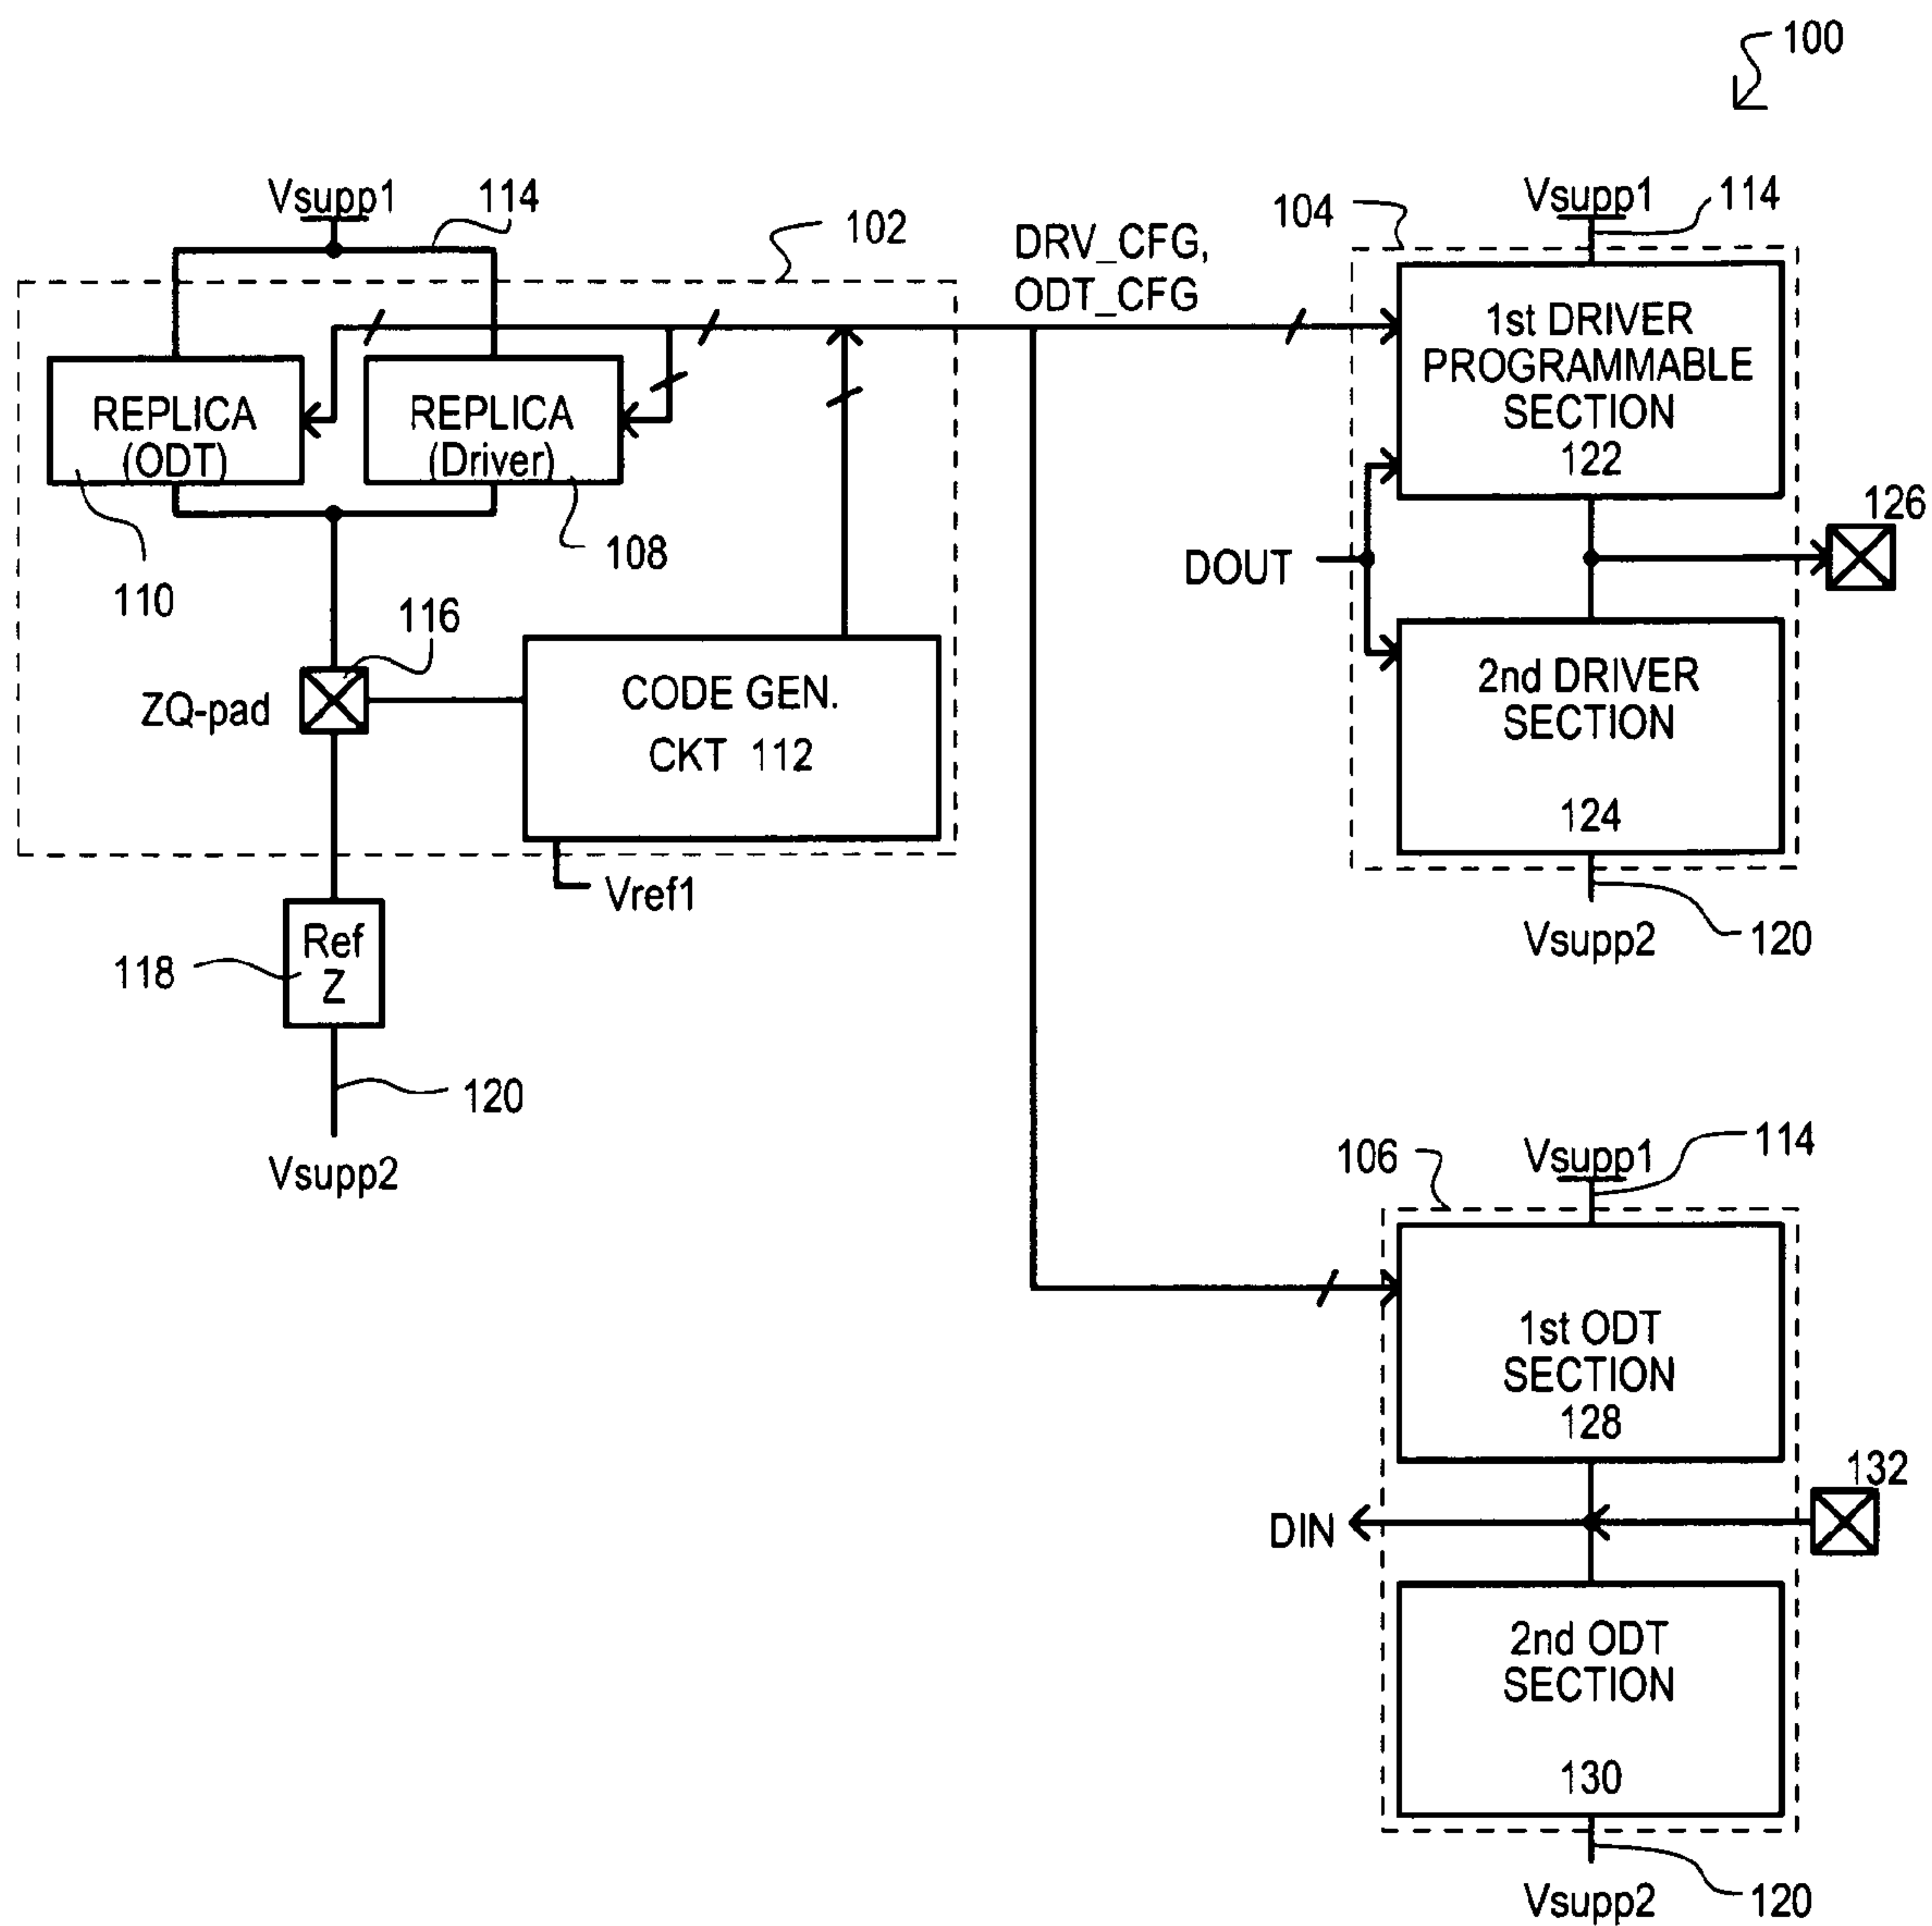 100
Vsupp1
114
102
DRV_CFG,
ODT_CFG
104
Vsupp1
114
REPLICA
(ODT)
REPLICA
(Driver)
1st DRIVER
PROGRAMMABLE
SECTION
122
110
108
DOUT
126
116
ZQ-pad
CODE GEN.
CKT 112
2nd DRIVER
SECTION
124
Vref1
Ref
Z
118
Vsupp2
120
120
Vsupp2
106
Vsupp1
114
1st ODT
SECTION
128
DIN
132
2nd ODT
SECTION
130
Vsupp2
120